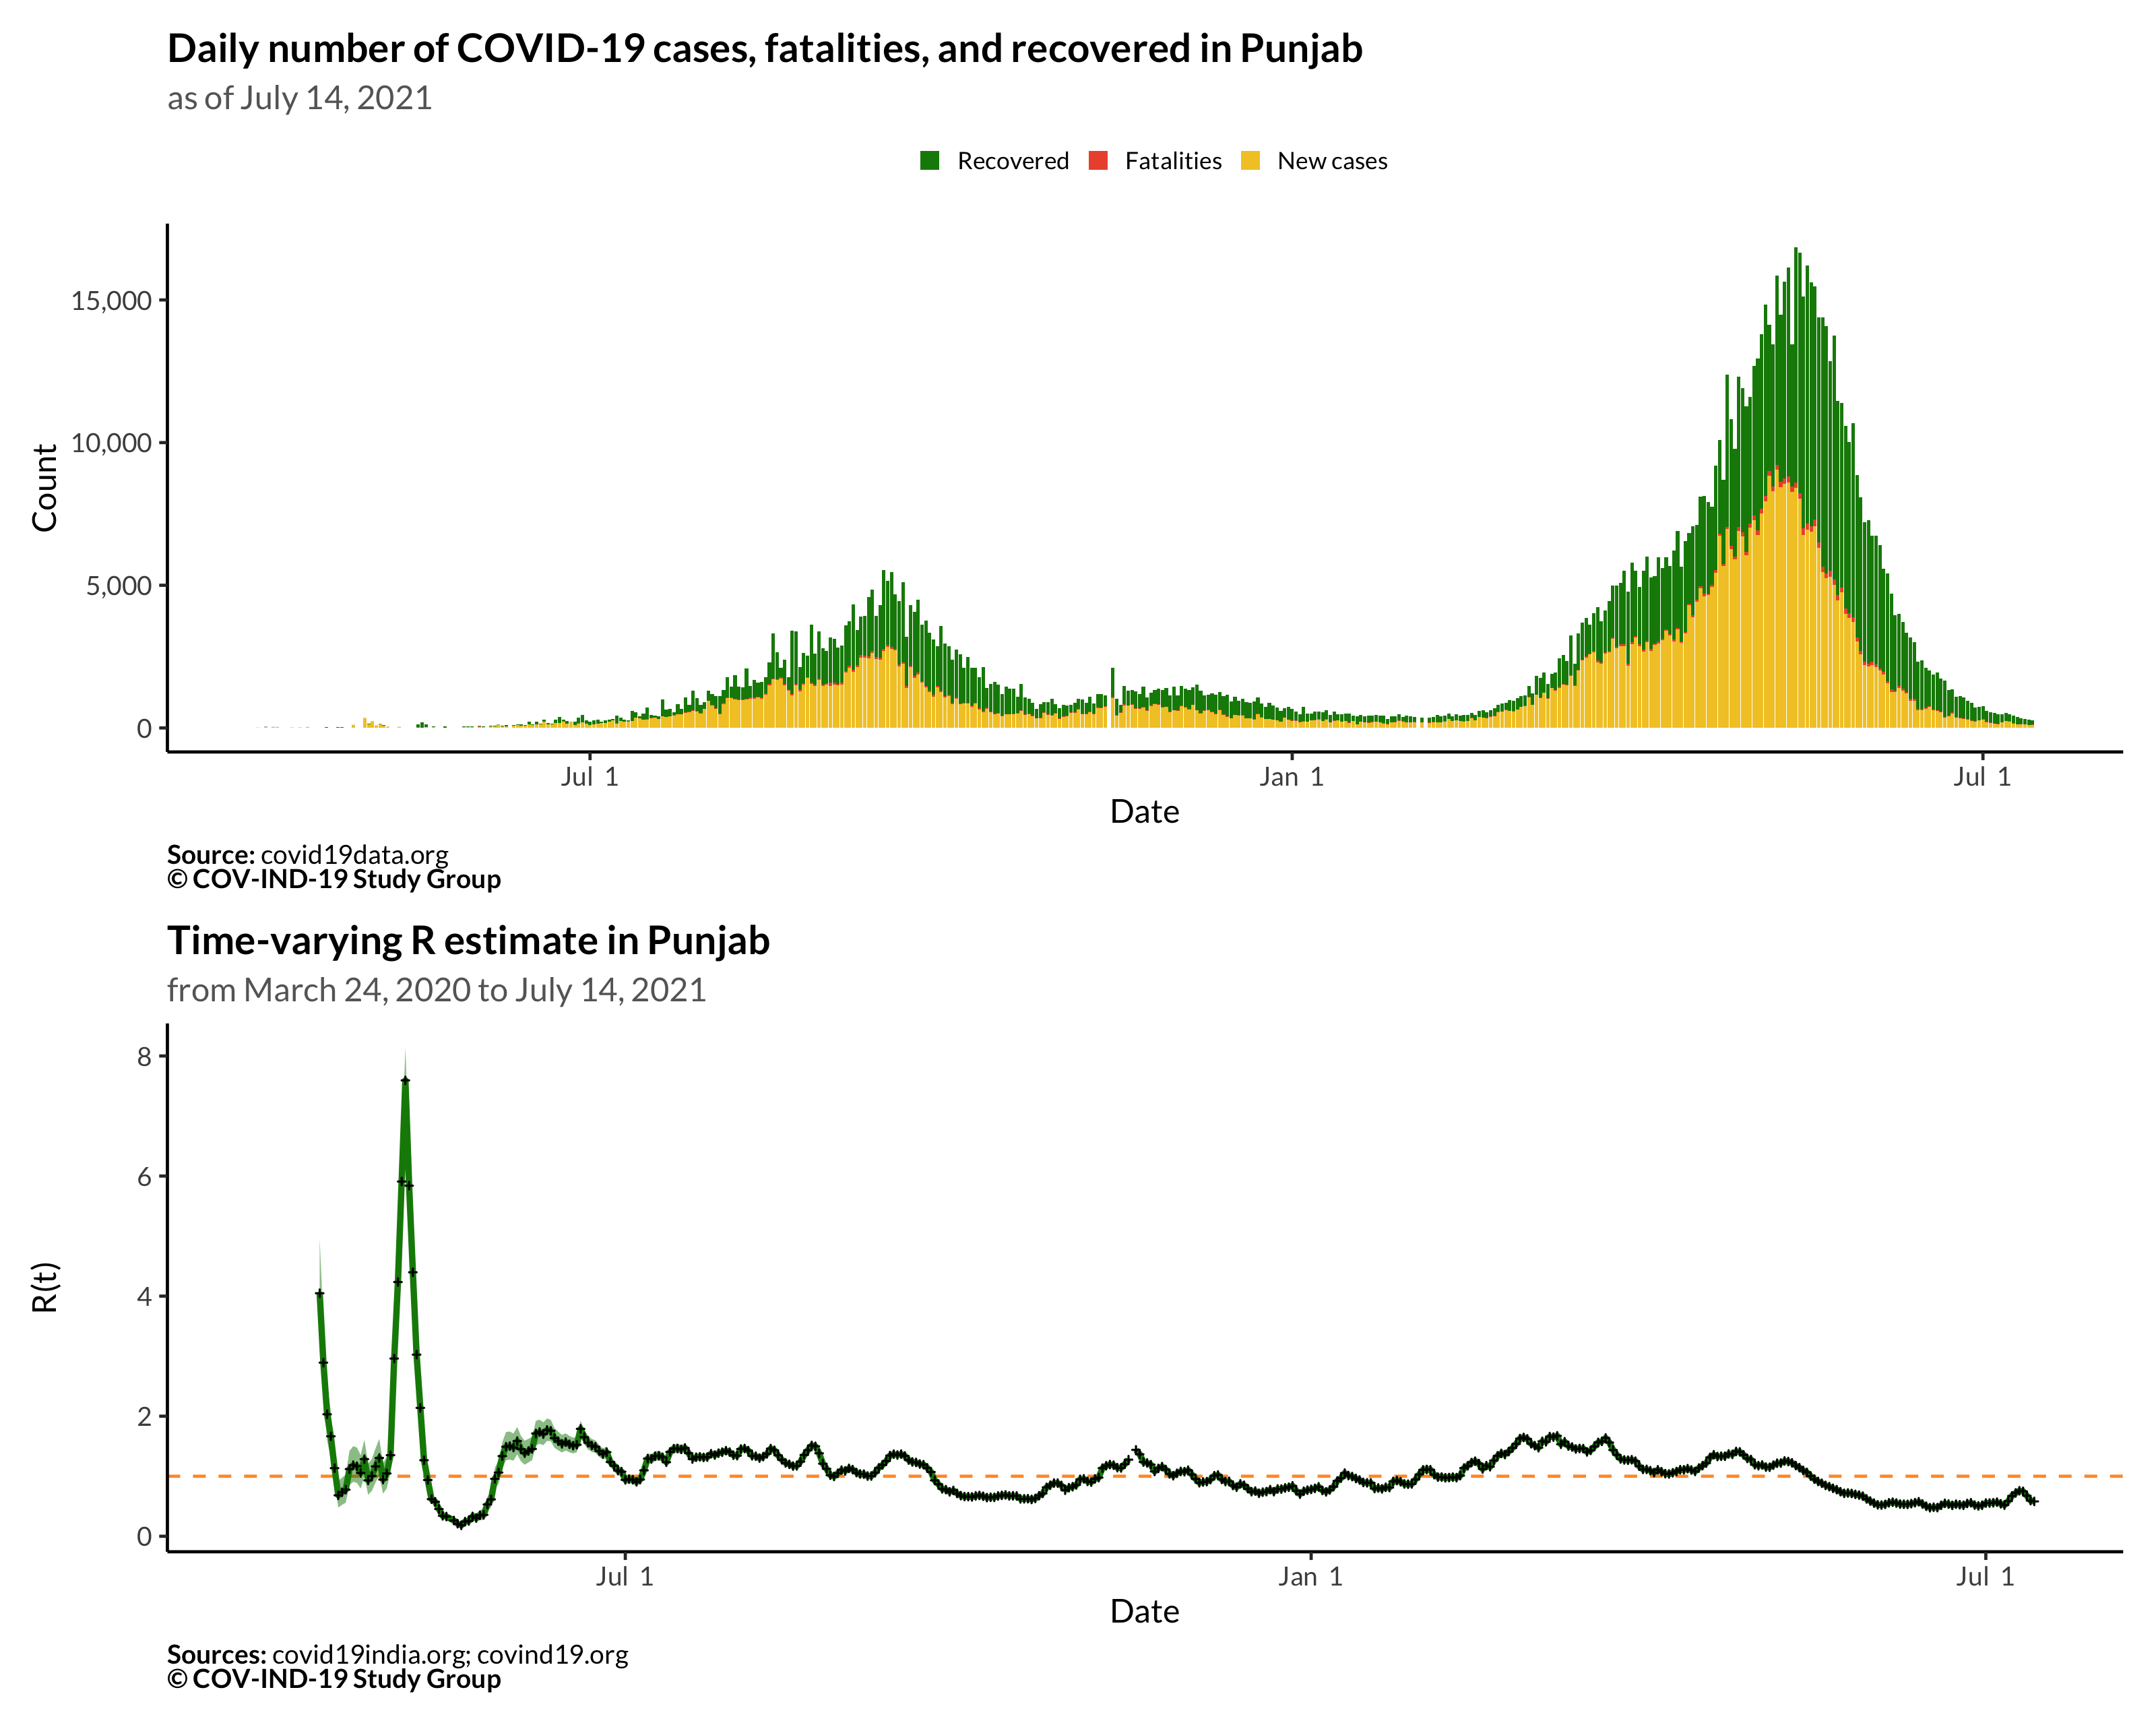 Daily number of COVID-19 cases, fatalities, and recovered in Punjab
as of July 14, 2021
Recovered Fatalities New cases
Count
15,000
10,000
5,000
0
Jul 1 Jan 1 Jul 1
Date
Source: covid19data.org
© COV-IND-19 Study Group
Time-varying R estimate in Punjab
from March 24, 2020 to July 14, 2021
R(t)
8
6
4
2
0
Jul 1 Jan 1 Jul 1
Date
Sources: covid19india.org; covind19.org
© COV-IND-19 Study Group